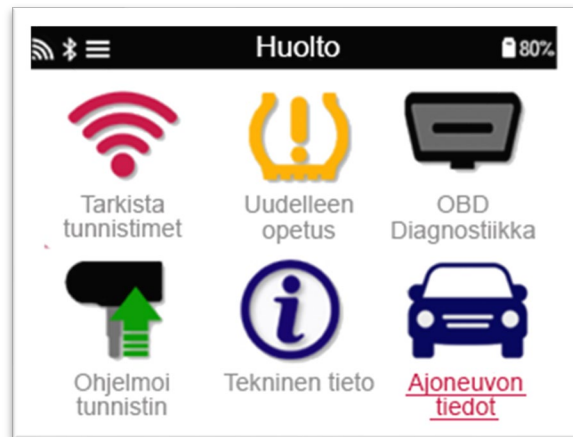 Huolto
80%
Tarkista
tunnistimet
Uudelleen
opetus
OBD
Diagnostiikka
Ohjelmoi
tunnistin
Tekninen tieto
Ajoneuvon
tiedot